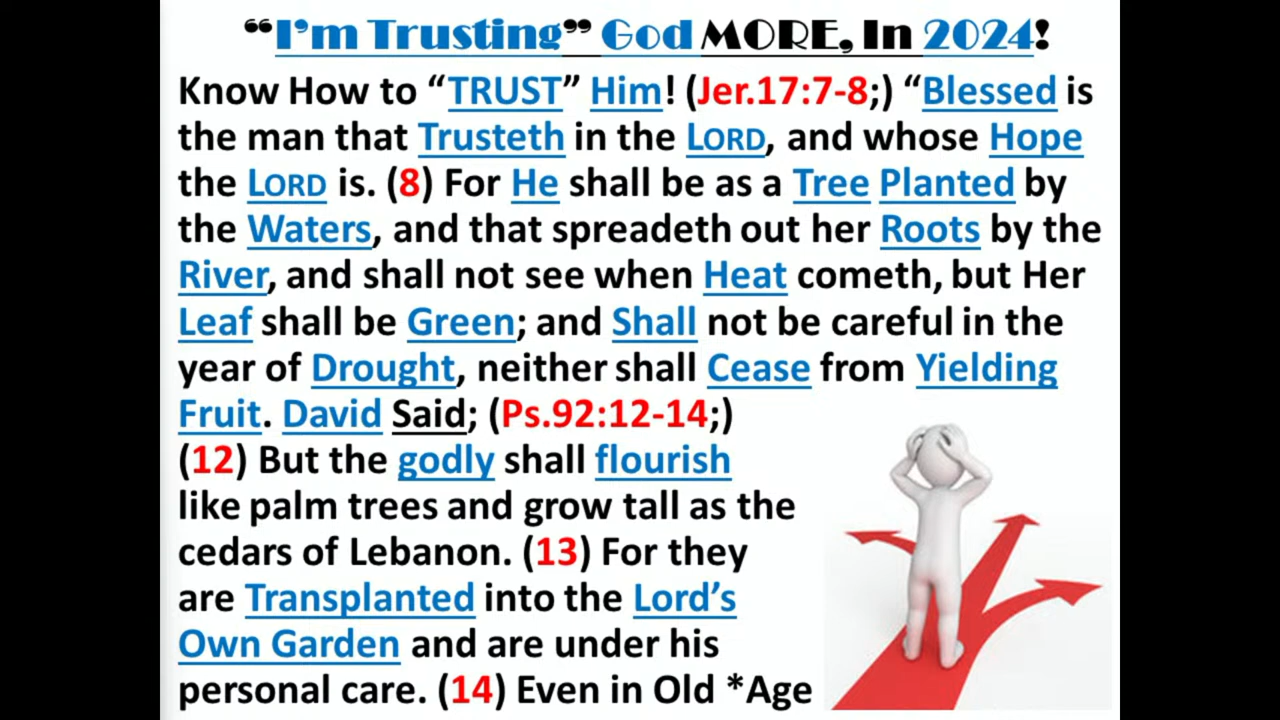 “I’m Trusting” God MORE, In 2024!
Know How to “TRUST” Him! (Jer.17:7-8;) “Blessed is
the man that Trusteth in the LORD, and whose Hope
the LORD is. (8) For He shall be as a Tree Planted by
the Waters, and that spreadeth out her Roots by the
River, and shall not see when Heat cometh, but Her
Leaf shall be Green; and Shall not be careful in the
year of Drought, neither shall Cease from Yielding
Fruit. David Said; (Ps.92:12-14;)
(12) But the godly shall flourish
like palm trees and grow tall as the
cedars of Lebanon. (13) For they
are Transplanted into the Lord’s
Own Garden and are under his
personal care. (14) Even in Old *Age